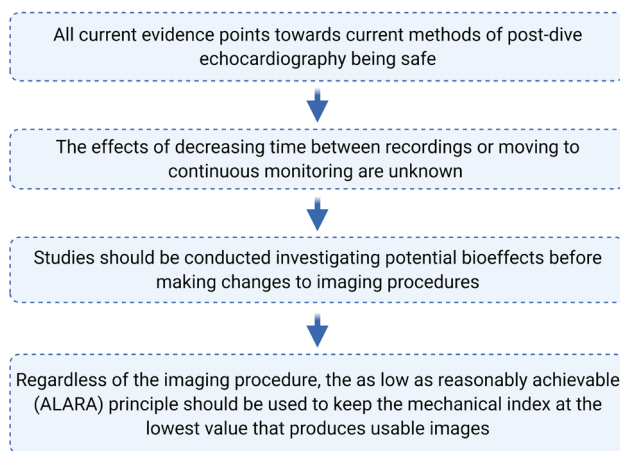 All current evidence points towards current methods of post-dive
echocardiography being safe
The effects of decreasing time between recordings or moving to
continuous monitoring are unknown
Studies should be conducted investigating potential bioeffects before
making changes to imaging procedures
Regardless of the imaging procedure, the as low as reasonably achievable
(ALARA) principle should be used to keep the mechanical index at the
lowest value that produces usable images